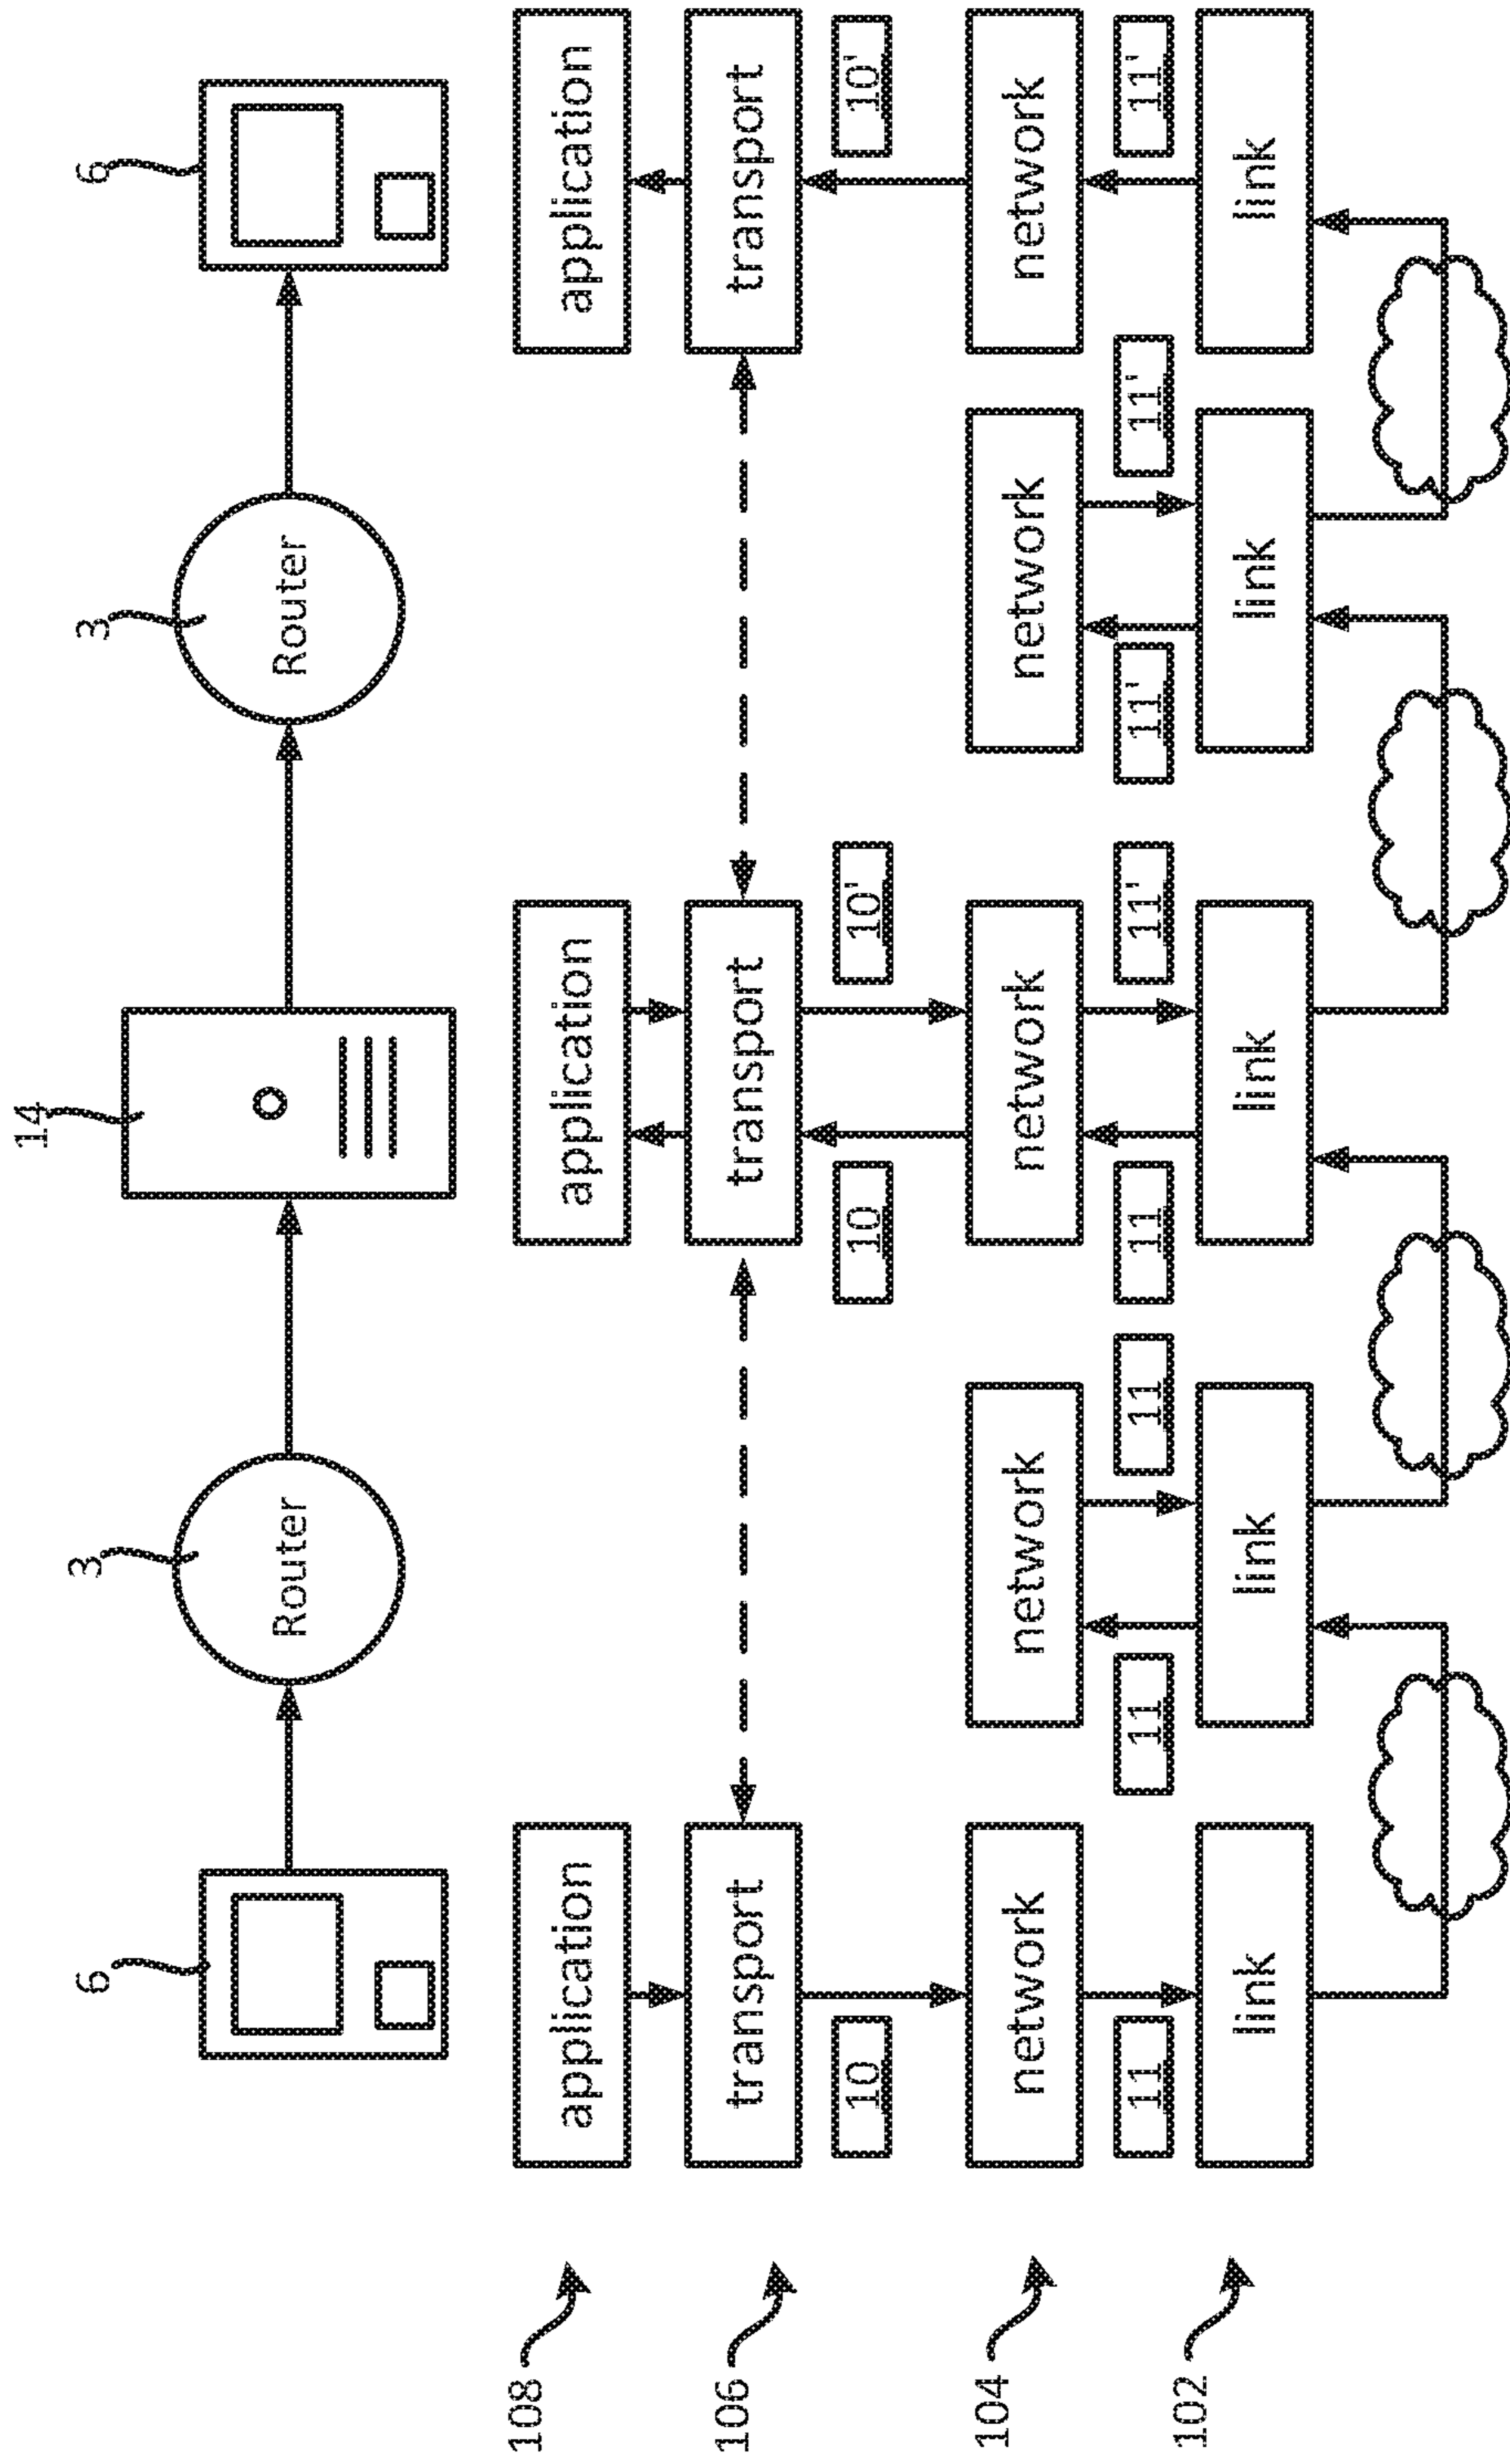 6 3 14 3 6
Router Router
108 application application application
106 transport transport transport
10 10 10' 10'
104 network network network network network
11 11 11 11 11' 11' 11' 11'
102 link link link link link